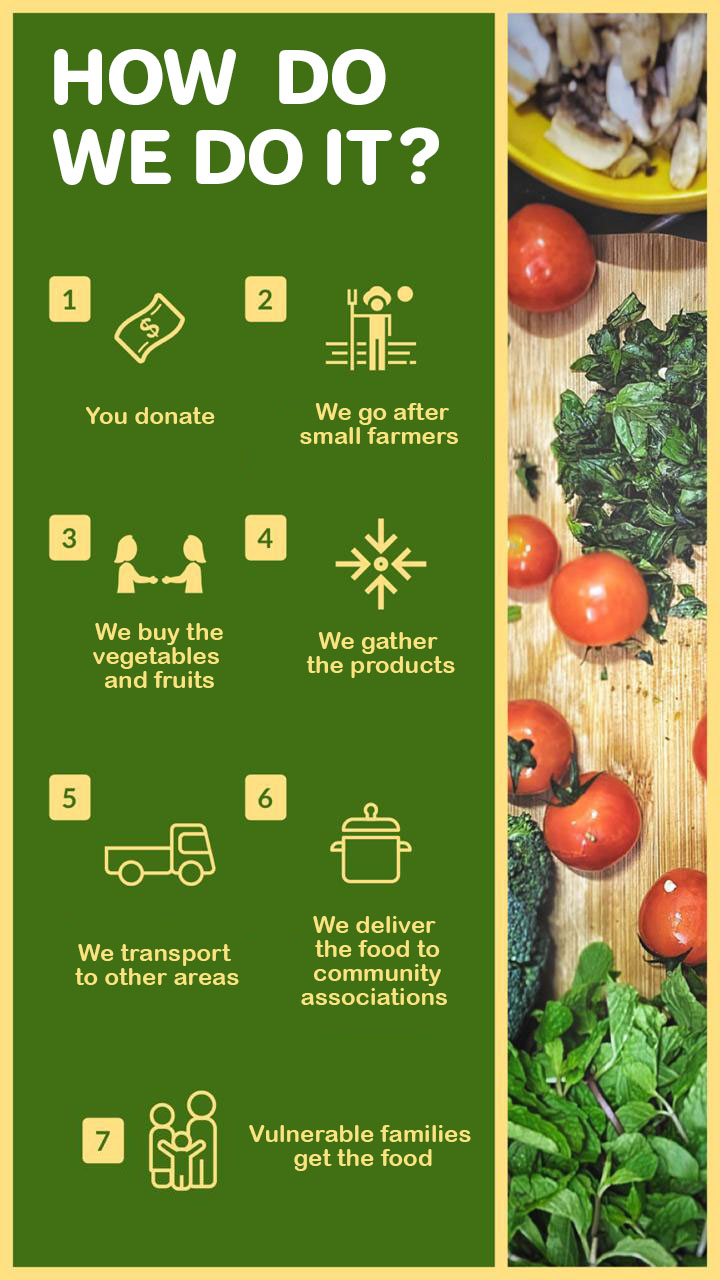 HOW DO
WE DO IT?
1
You donate
2
We go after
small farmers
3
We buy the
vegetables
and fruits
4
We gather
the products
5
We transport
to other areas
6
We deliver
the food to
community
associations
7
Vulnerable families
get the food